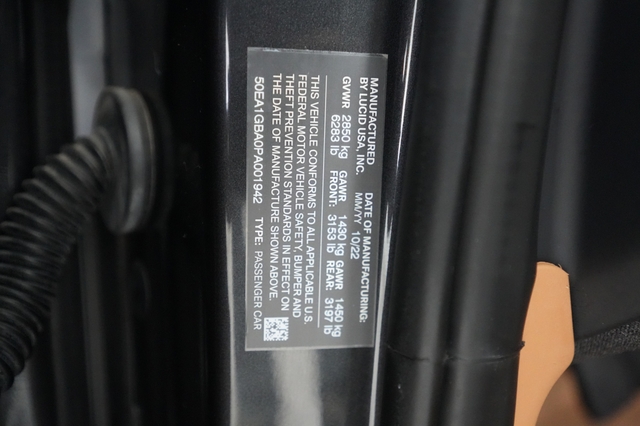 MANUFACTURED DATE OF MANUFACTURING:
BY LUCID USA, INC. MM/YY 10/22
GVWR 2850 kg GAWR 1430 kg GAWR 1450 kg
6283 lb FRONT: 3153 lb REAR: 3197 lb
THIS VEHICLE CONFORMS TO ALL APPLICABLE U.S.
FEDERAL MOTOR VEHICLE SAFETY, BUMPER AND
THEFT PREVENTION STANDARDS IN EFFECT ON
THE DATE OF MANUFACTURE SHOWN ABOVE.
50EA1GBA0PA001942 TYPE: PASSENGER CAR